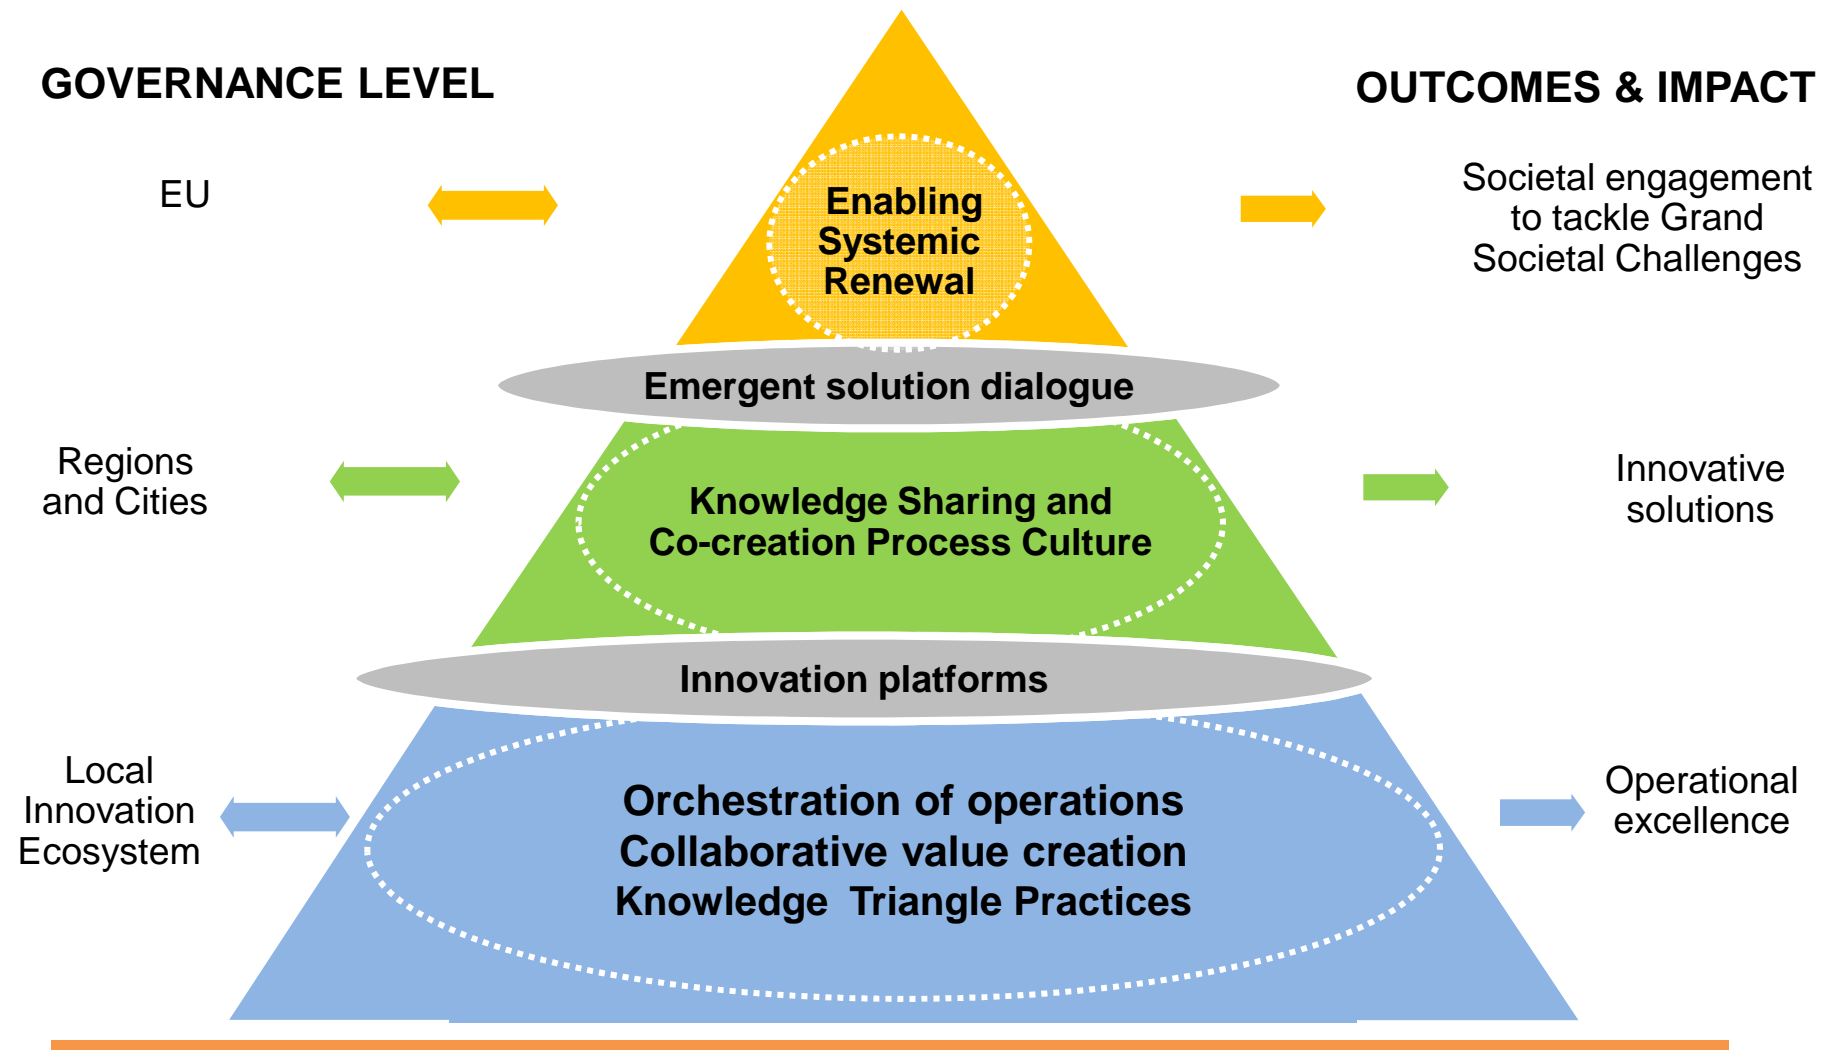 GOVERNANCE LEVEL
OUTCOMES & IMPACT
EU
Enabling
Systemic
Renewal
Societal engagement
to tackle Grand
Societal Challenges
Emergent solution dialogue
Regions
and Cities
Knowledge Sharing and
Co-creation Process Culture
Innovative
solutions
Innovation platforms
Local
Innovation
Ecosystem
Orchestration of operations
Collaborative value creation
Knowledge Triangle Practices
Operational
excellence